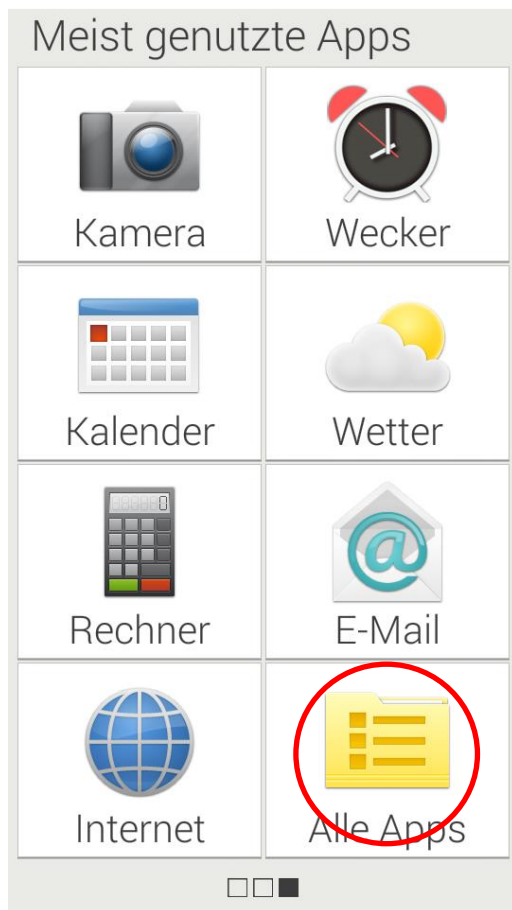 Meist genutzte Apps
Kamera
Wecker
Kalender
Wetter
Rechner
E-Mail
Internet
Alle Apps